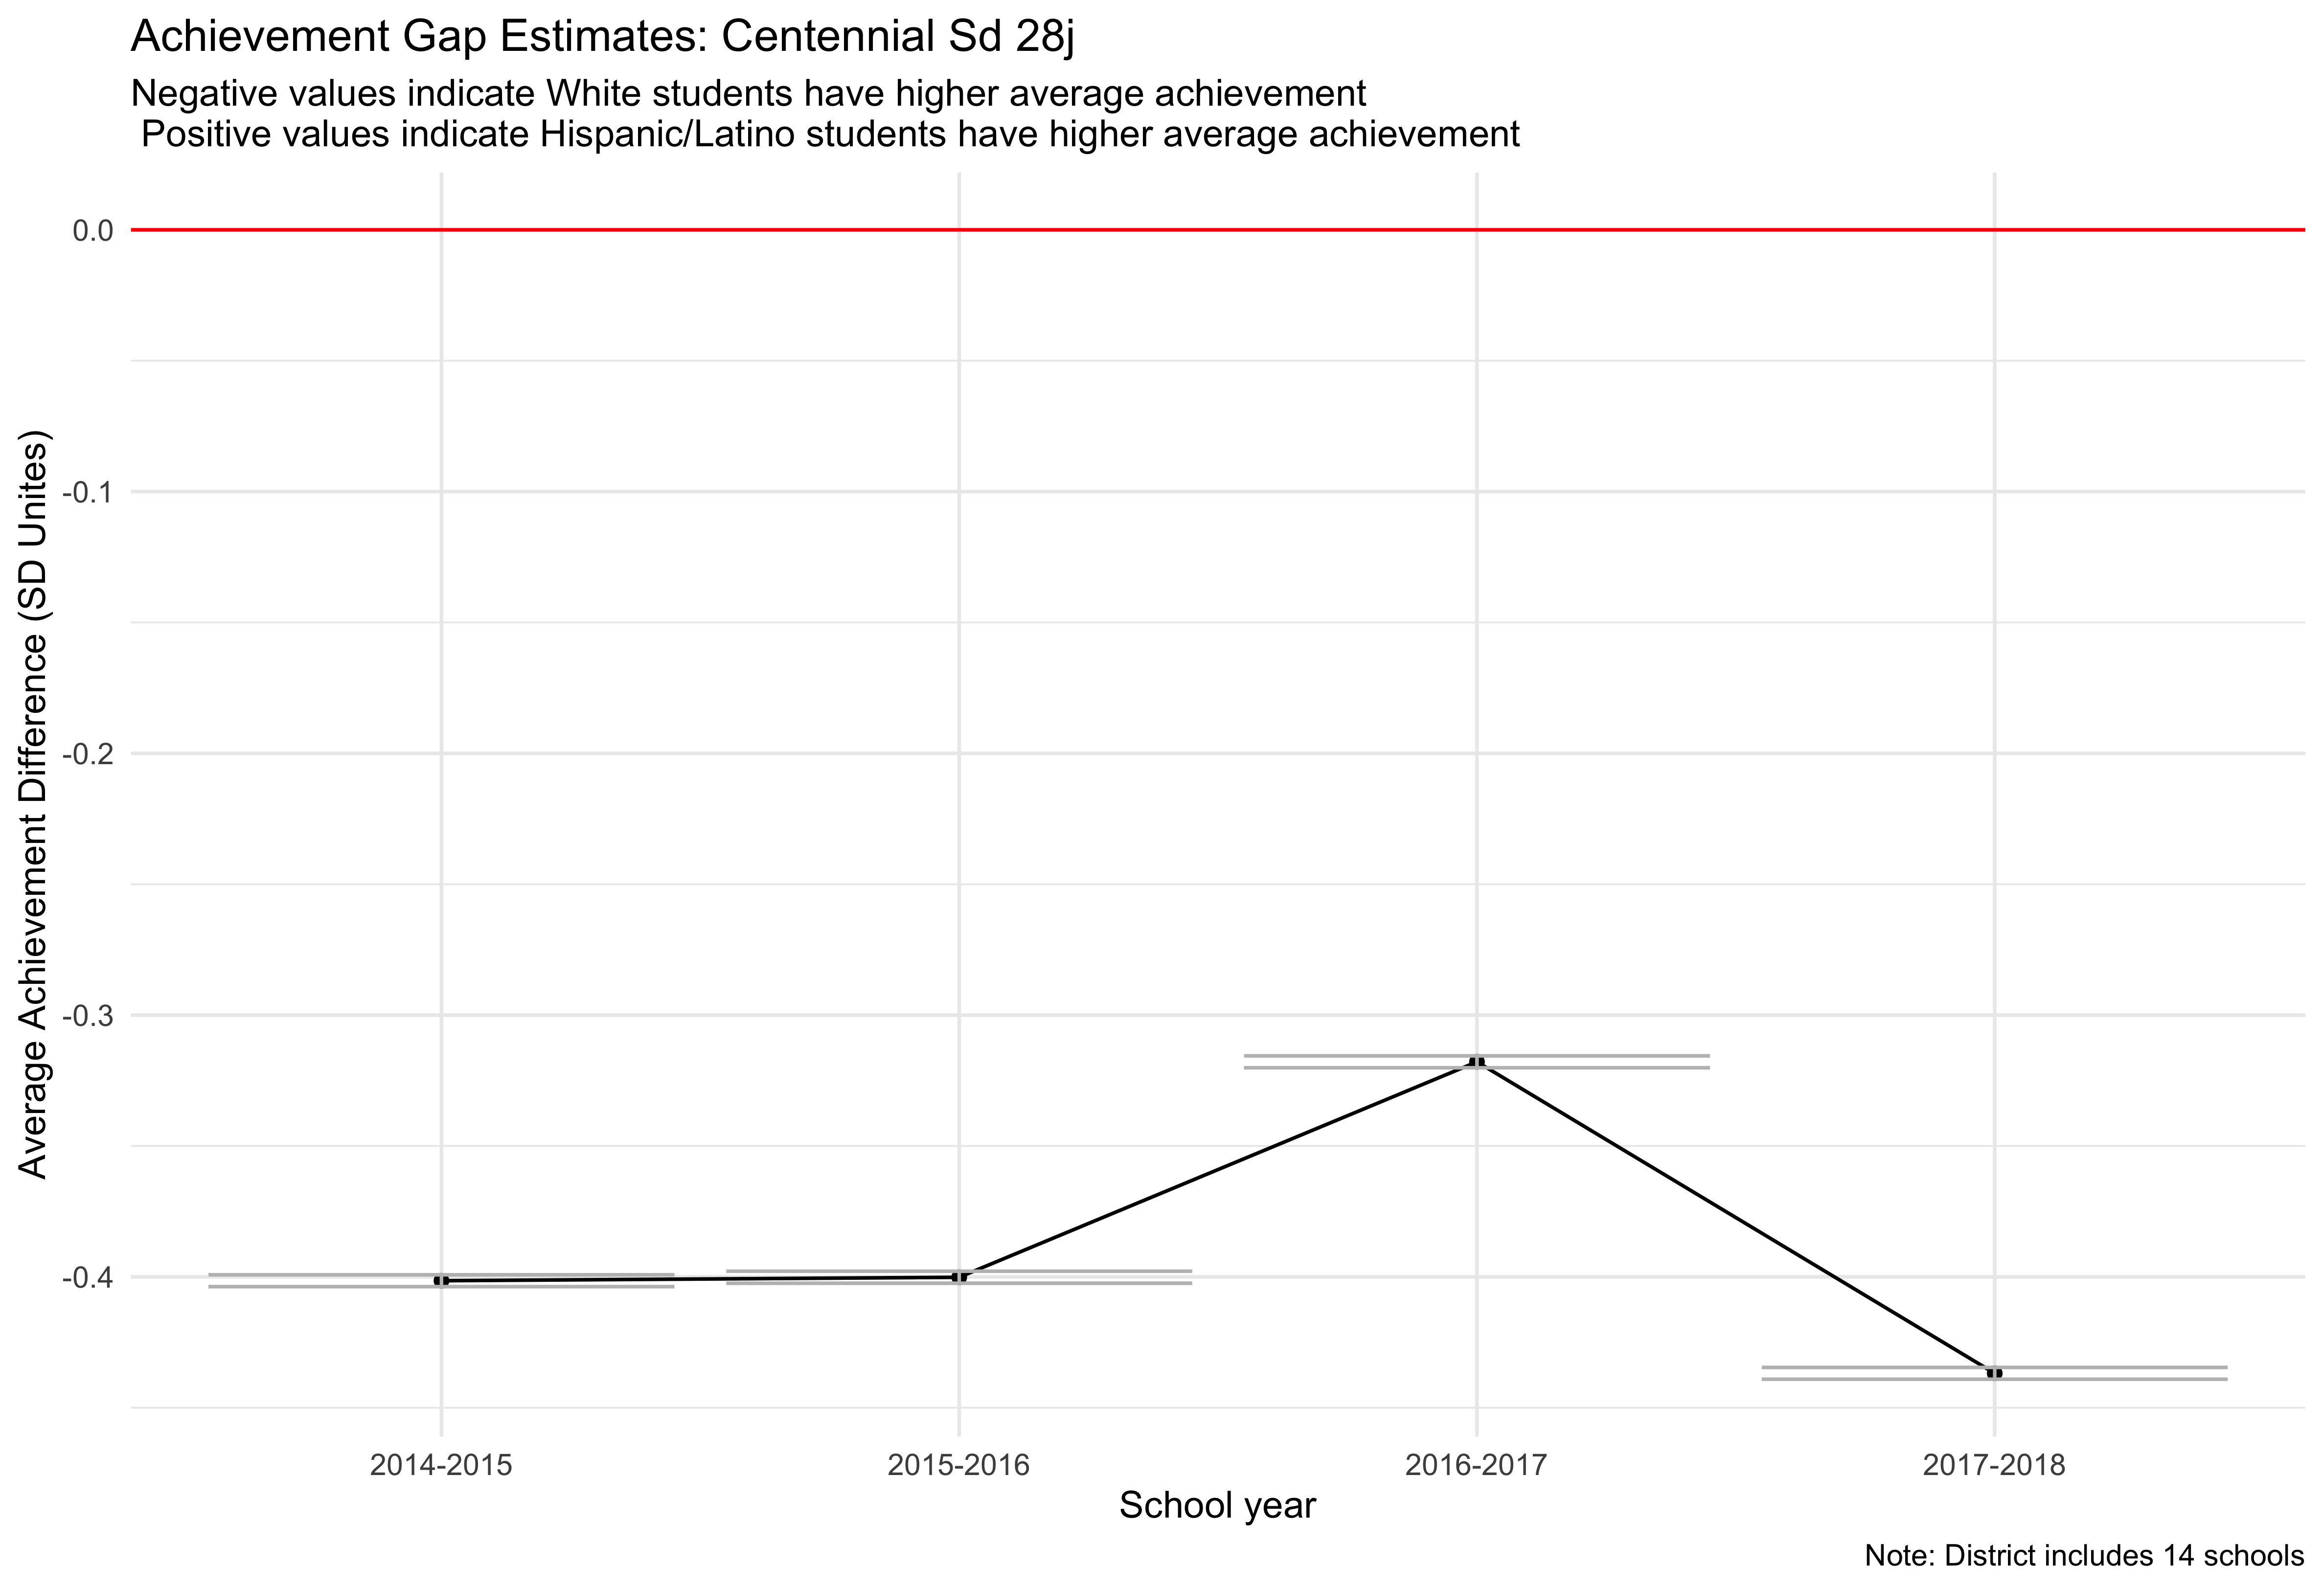 Achievement Gap Estimates: Centennial Sd 28j
Negative values indicate White students have higher average achievement
Positive values indicate Hispanic/Latino students have higher average achievement
Average Achievement Difference (SD Unites)
0.0
-0.1
-0.2
-0.3
-0.4
2014-2015
2015-2016
2016-2017
2017-2018
School year
Note: District includes 14 schools